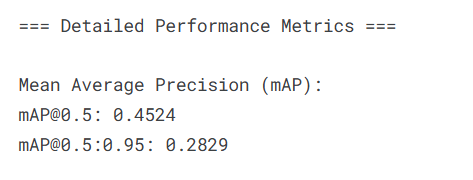 === Detailed Performance Metrics ===
Mean Average Precision (mAP):
mAP@0.5: 0.4524
mAP@0.5:0.95: 0.2829